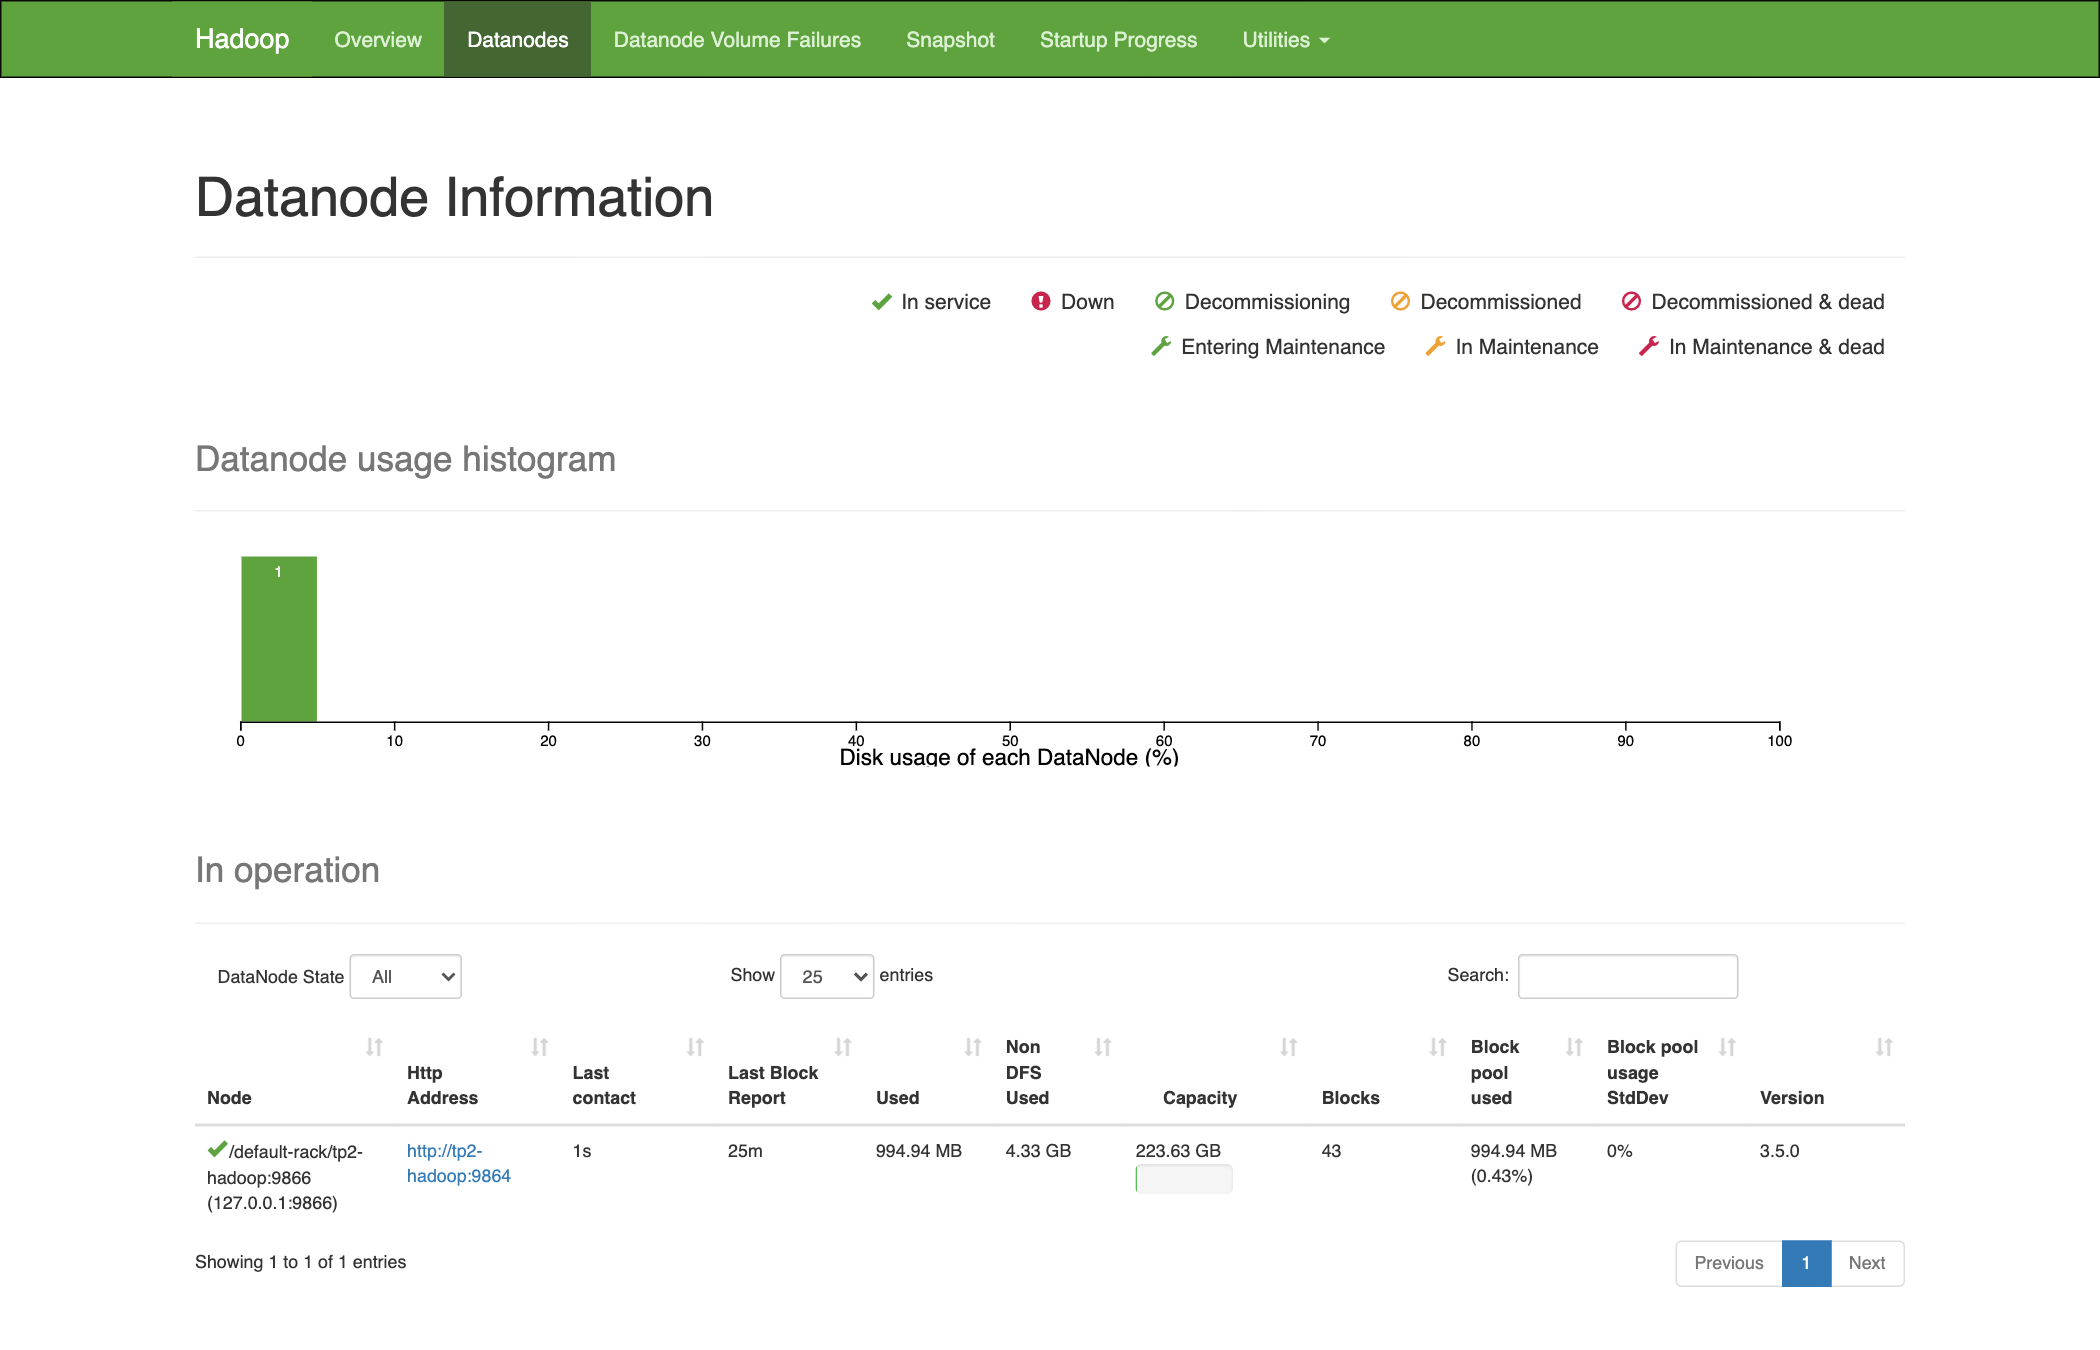 Hadoop Overview Datanodes Datanode Volume Failures Snapshot Startup Progress Utilities
Datanode Information
In service Down Decommissioning Decommissioned Decommissioned & dead
Entering Maintenance In Maintenance In Maintenance & dead
Datanode usage histogram
1
0 10 20 30 40 50 60 70 80 90 100
Disk usage of each DataNode (%)
In operation
DataNode State All Show 25 entries Search:
Node Http Address Last contact Last Block Report Used Non DFS Used Capacity Blocks Block pool used Block pool usage StdDev Version
/default-rack/tp2- http://tp2- 1s 25m 994.94 MB 4.33 GB 223.63 GB 43 994.94 MB 0% 3.5.0
hadoop:9866 hadoop:9864 (0.43%)
(127.0.0.1:9866)
Showing 1 to 1 of 1 entries Previous 1 Next